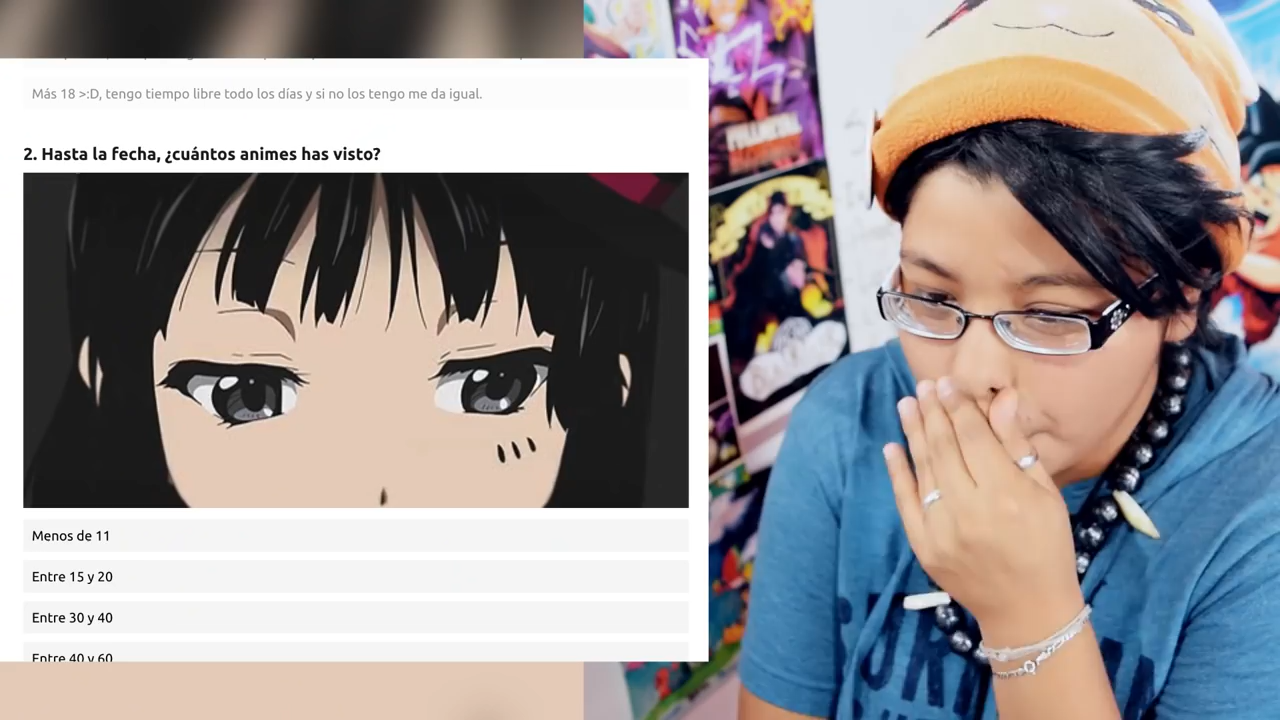 Más 18 >:D, tengo tiempo libre todo los días y si no los tengo me da igual.
2. Hasta la fecha, ¿cuántos animes has visto?
Menos de 11
Entre 15 y 20
Entre 30 y 40
Entre 40 y 60
FULLMETAL